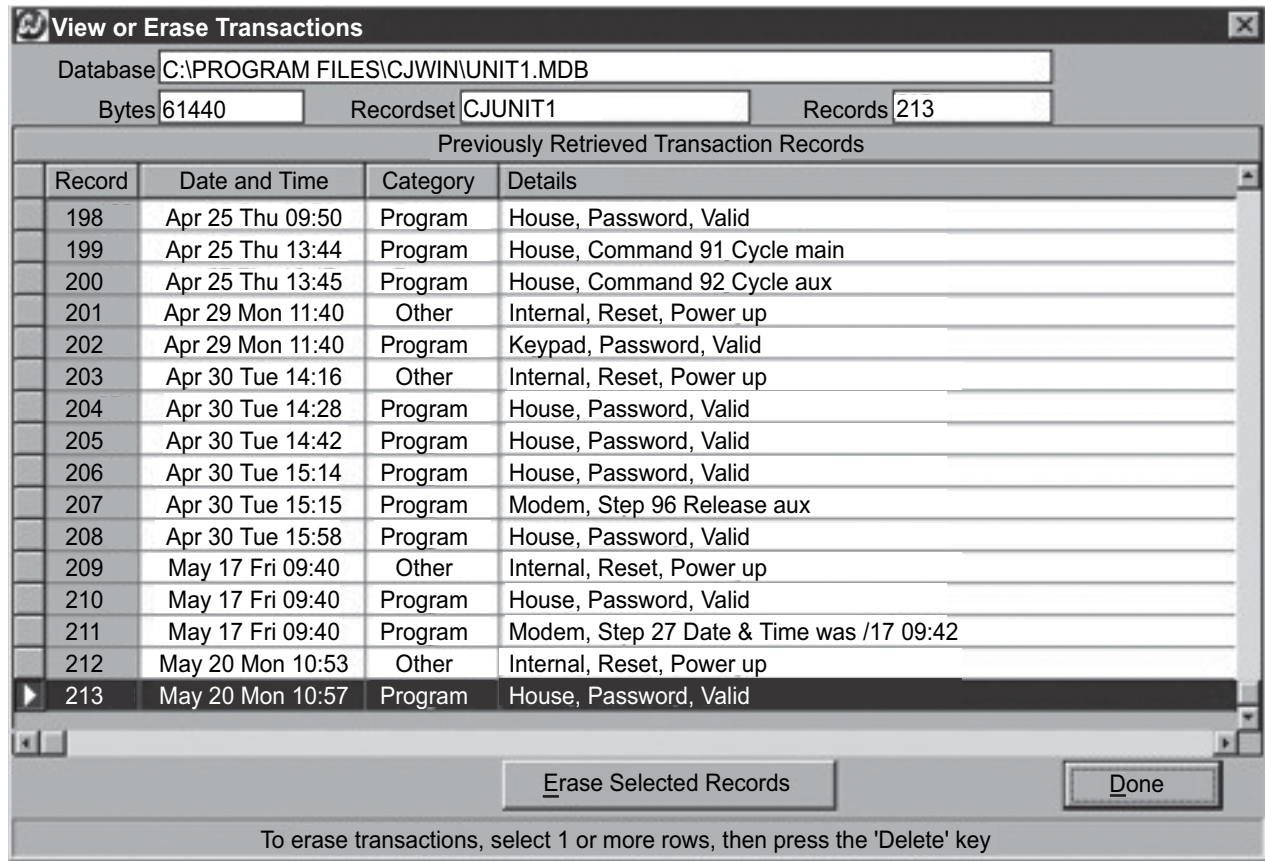 View or Erase Transactions
Database C:\PROGRAM FILES\CJWIN\UNIT1.MDB
Bytes 61440 Recordset CJUNIT1 Records 213
Previously Retrieved Transaction Records
Record Date and Time Category Details
198 Apr 25 Thu 09:50 Program House, Password, Valid
199 Apr 25 Thu 13:44 Program House, Command 91 Cycle main
200 Apr 25 Thu 13:45 Program House, Command 92 Cycle aux
201 Apr 29 Mon 11:40 Other Internal, Reset, Power up
202 Apr 29 Mon 11:40 Program Keypad, Password, Valid
203 Apr 30 Tue 14:16 Other Internal, Reset, Power up
204 Apr 30 Tue 14:28 Program House, Password, Valid
205 Apr 30 Tue 14:42 Program House, Password, Valid
206 Apr 30 Tue 15:14 Program House, Password, Valid
207 Apr 30 Tue 15:15 Program Modem, Step 96 Release aux
208 Apr 30 Tue 15:58 Program House, Password, Valid
209 May 17 Fri 09:40 Other Internal, Reset, Power up
210 May 17 Fri 09:40 Program House, Password, Valid
211 May 17 Fri 09:40 Program Modem, Step 27 Date & Time was /17 09:42
212 May 20 Mon 10:53 Other Internal, Reset, Power up
213 May 20 Mon 10:57 Program House, Password, Valid
Erase Selected Records Done
To erase transactions, select 1 or more rows, then press the 'Delete' key